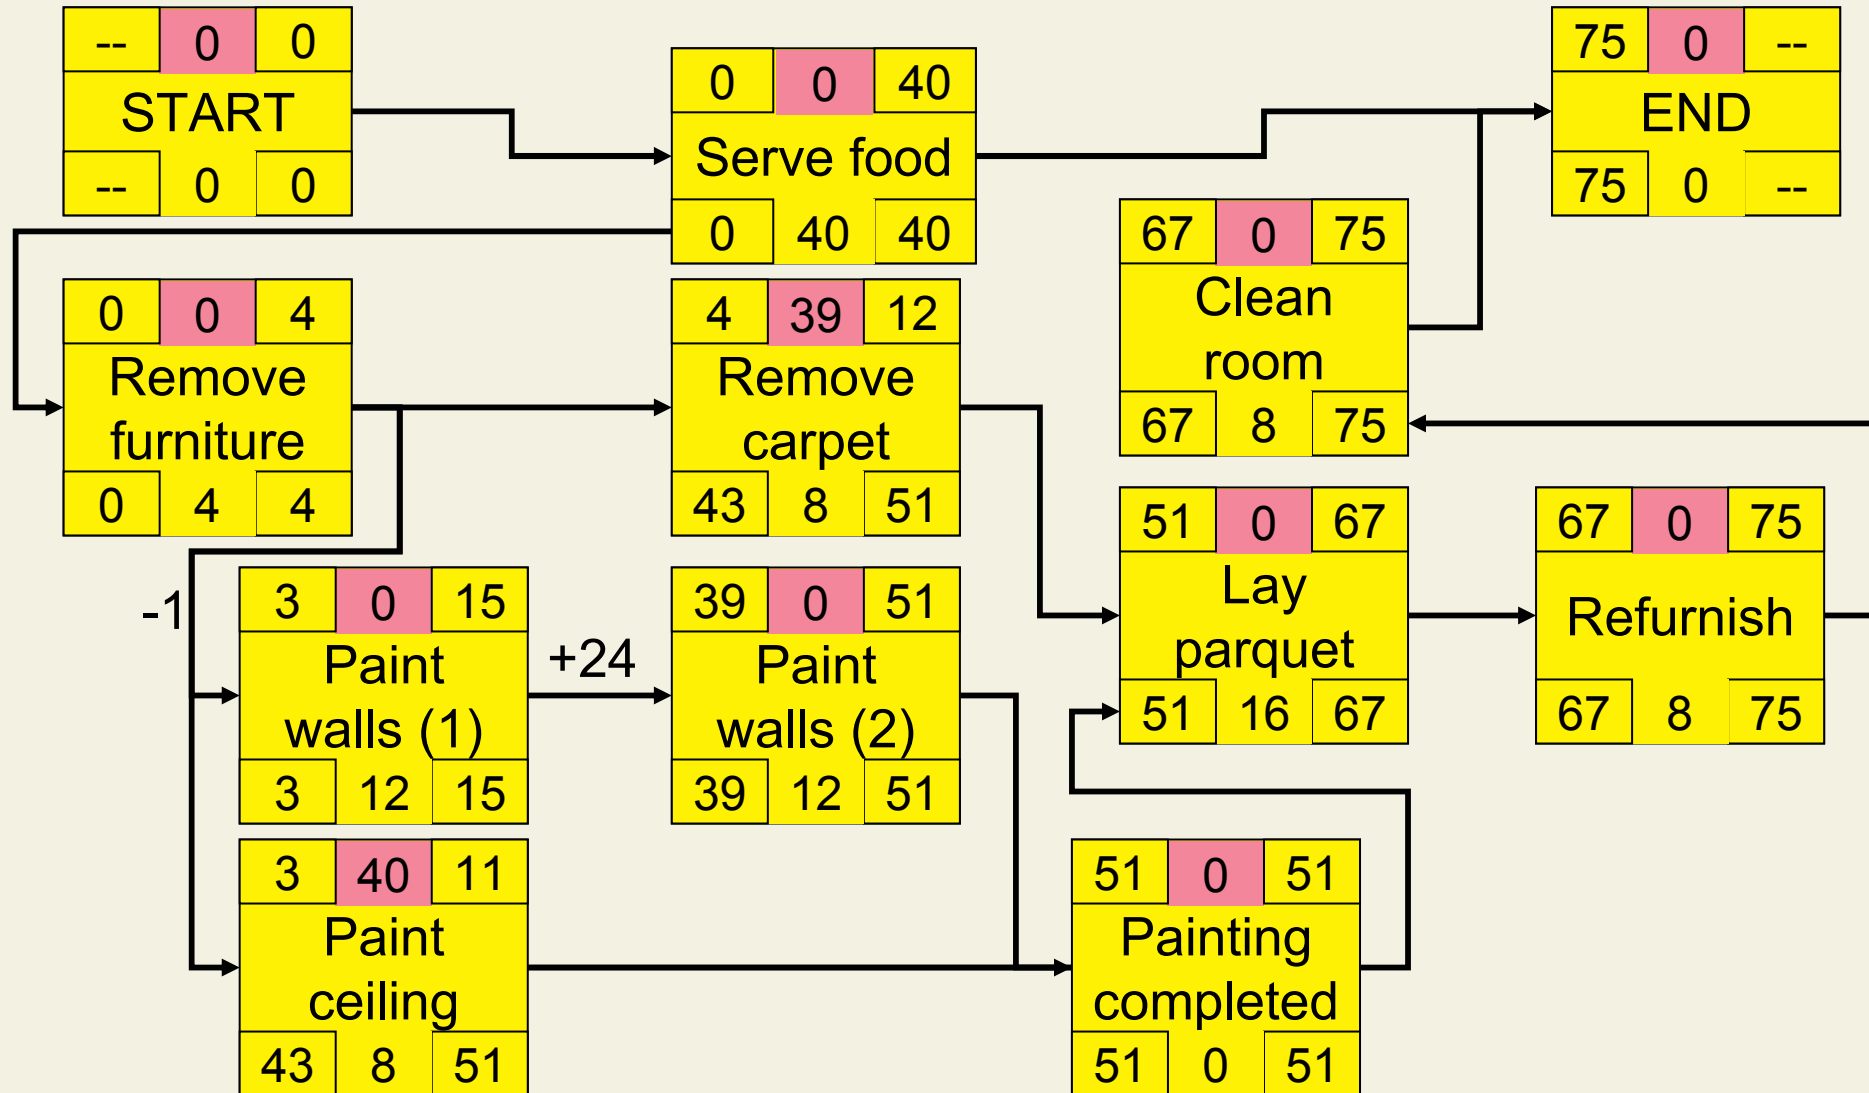 -- 0 0
START
-- 0 0
0 0 40
Serve food
0 40 40
75 0 --
END
75 0 --
67 0 75
Clean
room
67 8 75
0 0 4
Remove
furniture
0 4 4
4 39 12
Remove
carpet
43 8 51
-1
3 0 15
Paint
walls (1)
3 12 15
+24
39 0 51
Paint
walls (2)
39 12 51
51 0 67
Lay
parquet
51 16 67
67 0 75
Refurnish
67 8 75
3 40 11
Paint
ceiling
43 8 51
51 0 51
Painting
completed
51 0 51